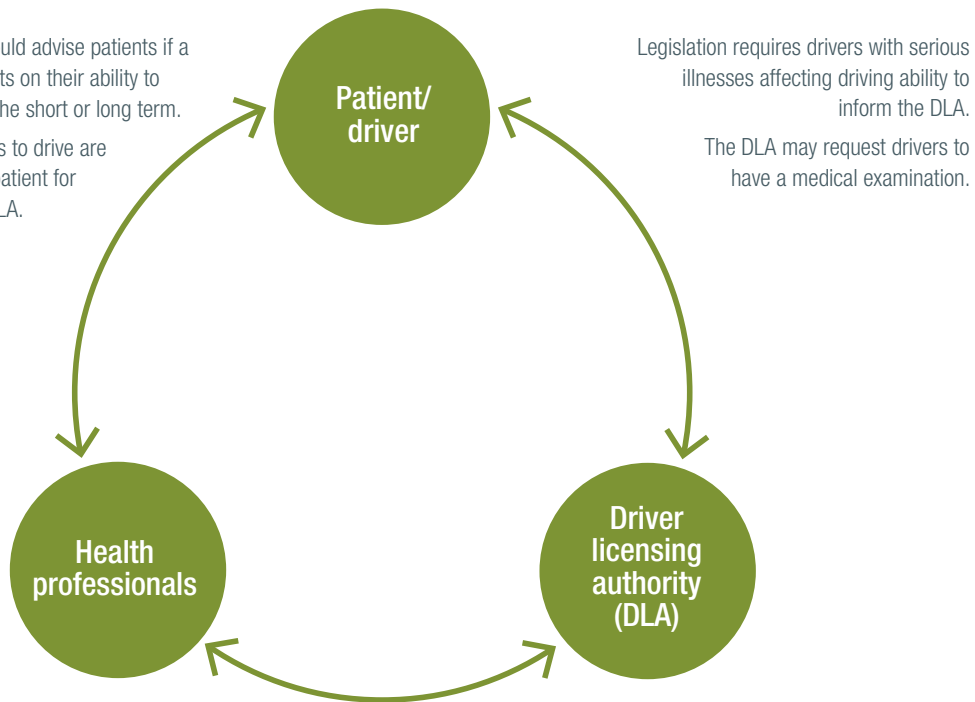 uld advise patients if a
ts on their ability to
he short or long term.
s to drive are
patient for
LA.
Patient/
driver
Legislation requires drivers with serious
illnesses affecting driving ability to
inform the DLA.
The DLA may request drivers to
have a medical examination.
Health
professionals
Driver
licensing
authority
(DLA)